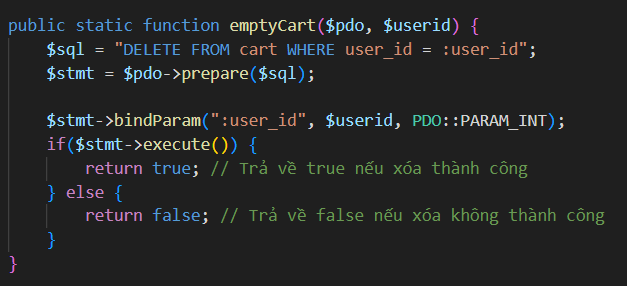 public static function emptyCart($pdo, $userid) {
$sql = "DELETE FROM cart WHERE user_id = :user_id";
$stmt = $pdo->prepare($sql);
$stmt->bindParam(":user_id", $userid, PDO::PARAM_INT);
if($stmt->execute()) {
return true; // Trả về true nếu xóa thành công
} else {
return false; // Trả về false nếu xóa không thành công
}
}